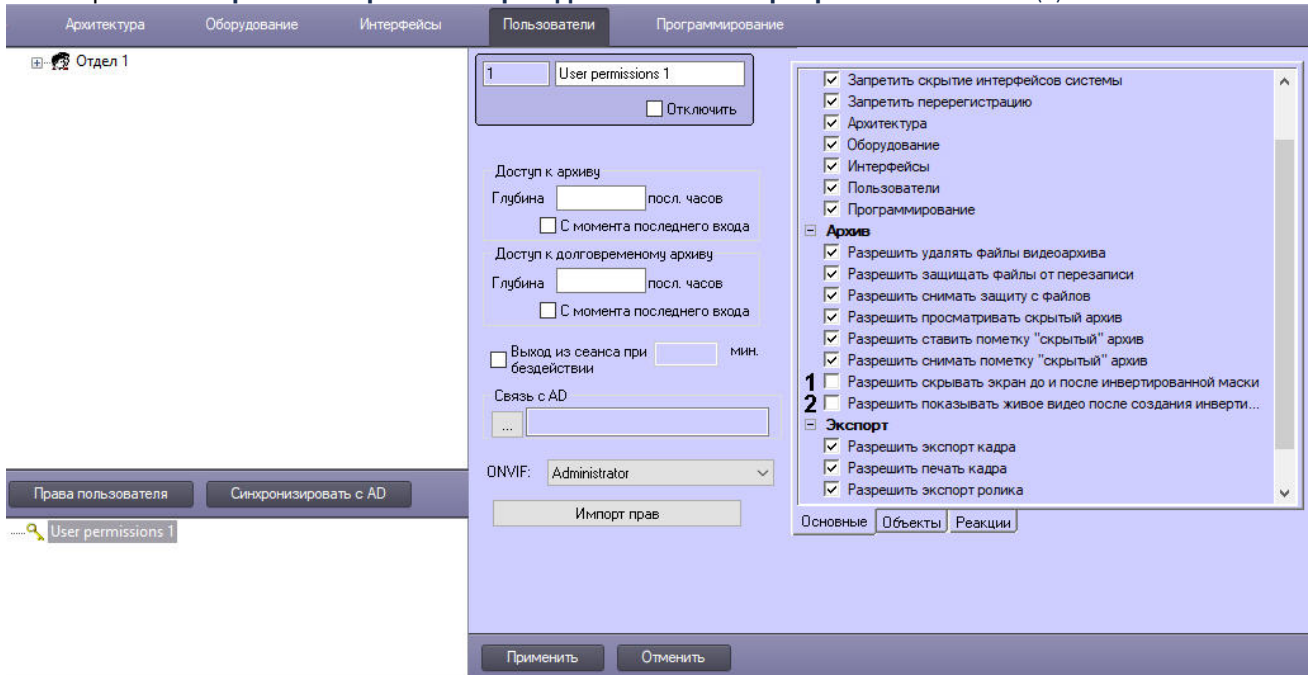 Архитектура Оборудование Интерфейсы Пользователи Программирование
Отдел 1
1 User permissions 1
Отключить
Доступ к архиву
Глубина посл. часов
С момента последнего входа
Доступ к долговременому архиву
Глубина посл. часов
С момента последнего входа
Выход из сеанса при мин.
бездействии
Связь с AD
...
ONVIF: Administrator
Импорт прав
Запретить скрытие интерфейсов системы
Запретить перерегистрацию
Архитектура
Оборудование
Интерфейсы
Пользователи
Программирование
Архив
Разрешить удалять файлы видеоархива
Разрешить защищать файлы от перезаписи
Разрешить снимать защиту с файлов
Разрешить просматривать скрытый архив
Разрешить ставить пометку "скрытый" архив
Разрешить снимать пометку "скрытый" архив
1 Разрешить скрывать экран до и после инвертированной маски
2 Разрешить показывать живое видео после создания инверти...
Экспорт
Разрешить экспорт кадра
Разрешить печать кадра
Разрешить экспорт ролика
Основные Объекты Реакции
Права пользователя Синхронизировать с AD
User permissions 1
Применить Отменить